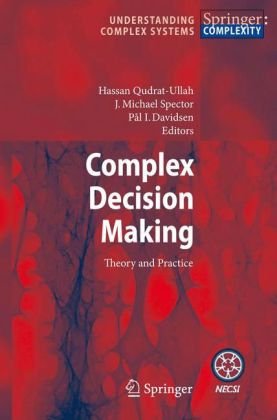 UNDERSTANDING
COMPLEX SYSTEMS
Springer:
COMPLEXITY
Hassan Qudrat-Ullah
J. Michael Spector
Pål I. Davidsen
Editors
Complex
Decision
Making
Theory and Practice
Springer
NECSI